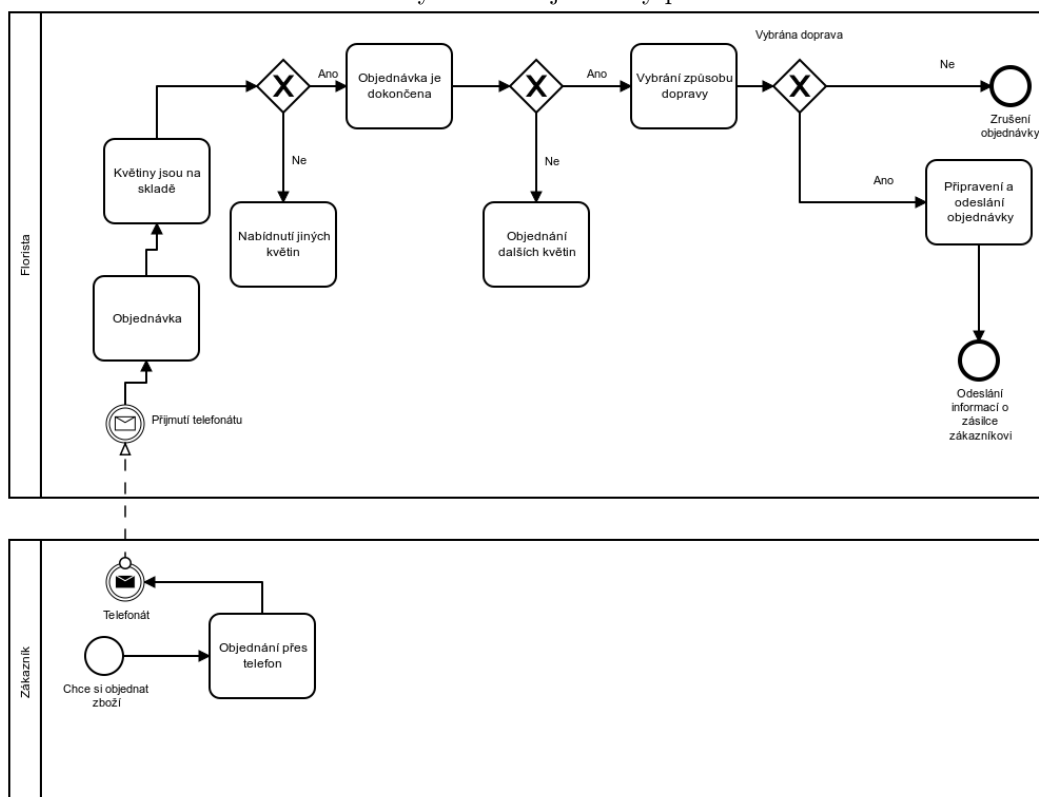 Vybrána doprava
Ano
Objednávka je
dokončena
Ano
Vybrání způsobu
dopravy
Ne
Zrušení
objednávky
Květiny jsou na
skladě
Ne
Nabídnutí jiných
květin
Ne
Objednání
dalších květin
Ano
Připravení a
odeslání
objednávky
Florista
Objednávka
Přijmutí telefonátu
Odeslání
informací o
zásilce
zákazníkovi
Zákazník
Telefonát
Objednání přes
telefon
Chce si objednat
zboží